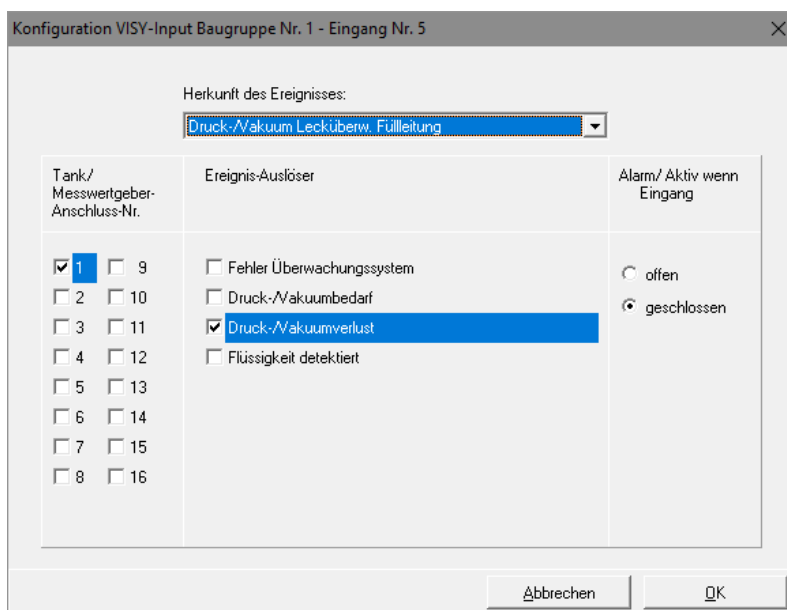 Konfiguration VISY-Input Baugruppe Nr. 1 - Eingang Nr. 5
Herkunft des Ereignisses:
Druck-/Vakuum Lecküberw. Füllleitung
Tank/
Messwertgeber-
Anschluss-Nr.
Ereignis-Auslöser
Alarm/ Aktiv wenn
Eingang
1 9
2 10
3 11
4 12
5 13
6 14
7 15
8 16
Fehler Überwachungssystem
Druck-/Vakuumbedarf
Druck-/Vakuumverlust
Flüssigkeit detektiert
offen
geschlossen
Abbrechen
OK